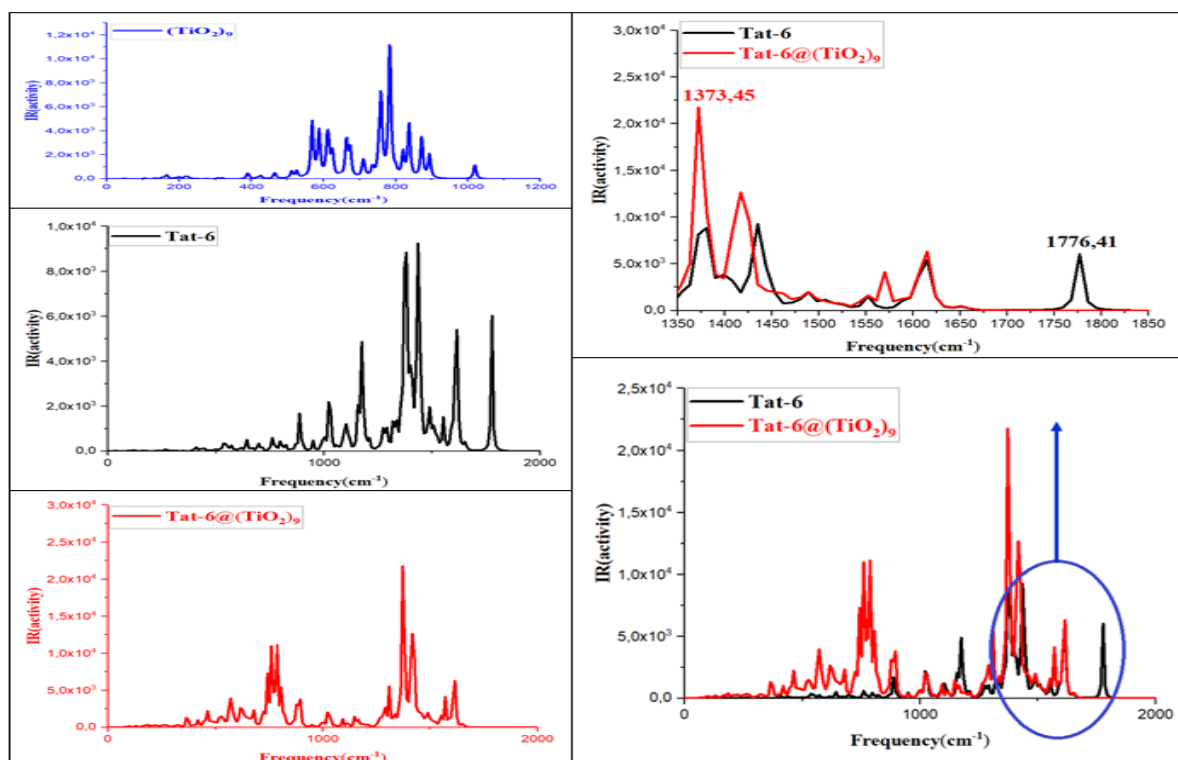 (TiO2)9
IR(activity)
1,2x10^4
1,0x10^4
8,0x10^3
6,0x10^3
4,0x10^3
2,0x10^3
0,0
0 200 400 600 800 1000 1200
Frequency(cm-1)
Tat-6
IR(activity)
1,0x10^4
8,0x10^3
6,0x10^3
4,0x10^3
2,0x10^3
0,0
0 1000 2000
Frequency(cm-1)
Tat-6@(TiO2)9
IR(activity)
3,0x10^4
2,5x10^4
2,0x10^4
1,5x10^4
1,0x10^4
5,0x10^3
0,0
0 1000 2000
Frequency(cm-1)
Tat-6
Tat-6@(TiO2)9
1373,45
1776,41
IR(activity)
3,0x10^4
2,5x10^4
2,0x10^4
1,5x10^4
1,0x10^4
5,0x10^3
0,0
1350 1400 1450 1500 1550 1600 1650 1700 1750 1800 1850
Frequency(cm-1)
Tat-6
Tat-6@(TiO2)9
IR(activity)
2,5x10^4
2,0x10^4
1,5x10^4
1,0x10^4
5,0x10^3
0,0
0 1000 2000
Frequency(cm-1)